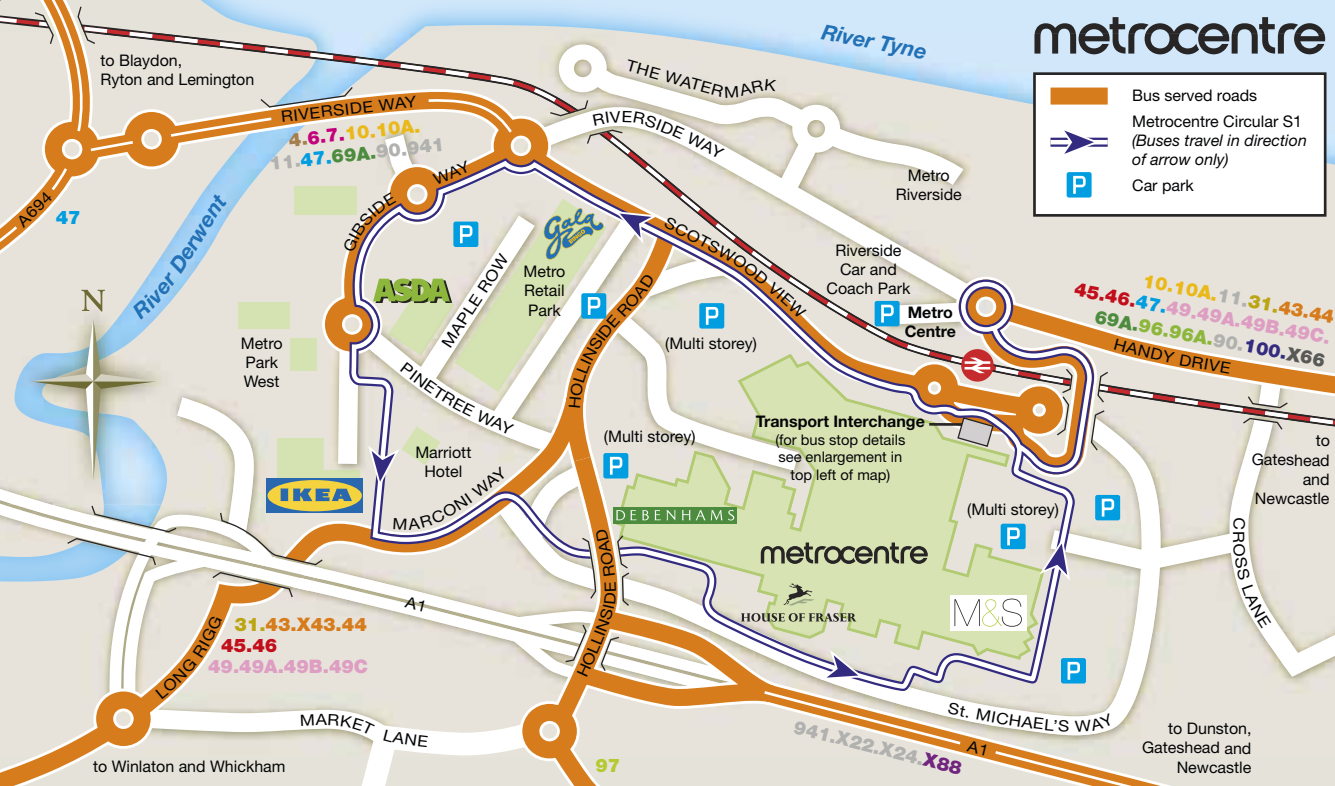 metrocentre
River Tyne
to Blaydon,
Ryton and Lemington
THE WATERMARK
Bus served roads
Metrocentre Circular S1
(Buses travel in direction
of arrow only)
P
Car park
RIVERSIDE WAY
4.6.7.10.10A.
11.47.69A.90.941
RIVERSIDE WAY
Metro
Riverside
A694
47
River Derwent
GIBSIDE
WAY
P
Gala
BINGO
SCOTSWOOD VIEW
Riverside
Car and
Coach Park
P
Metro
Centre
10.10A.11.31.43.44
45.46.47.49.49A.49B.49C.
69A.96.96A.90.100.X66
HANDY DRIVE
N
ASDA
MAPLE ROW
Metro
Retail
Park
P
HOLLINSIDE ROAD
P
(Multi storey)
Metro
Park
West
PINETREE WAY
Transport Interchange
(for bus stop details
see enlargement in
top left of map)
Marriott
Hotel
(Multi storey)
P
to
Gateshead
and
Newcastle
IKEA
MARCONI WAY
DEBENHAMS
(Multi storey)
P
P
CROSS LANE
metrocentre
HOLLINSIDE ROAD
A1
HOUSE OF FRASER
M&S
31.43.X43.44
45.46
49.49A.49B.49C
LONG RIGG
HOLLINSIDE ROAD
P
MARKET LANE
St. MICHAEL'S WAY
941.X22.X24.X88
A1
to Dunston,
Gateshead and
Newcastle
to Winlaton and Whickham
97